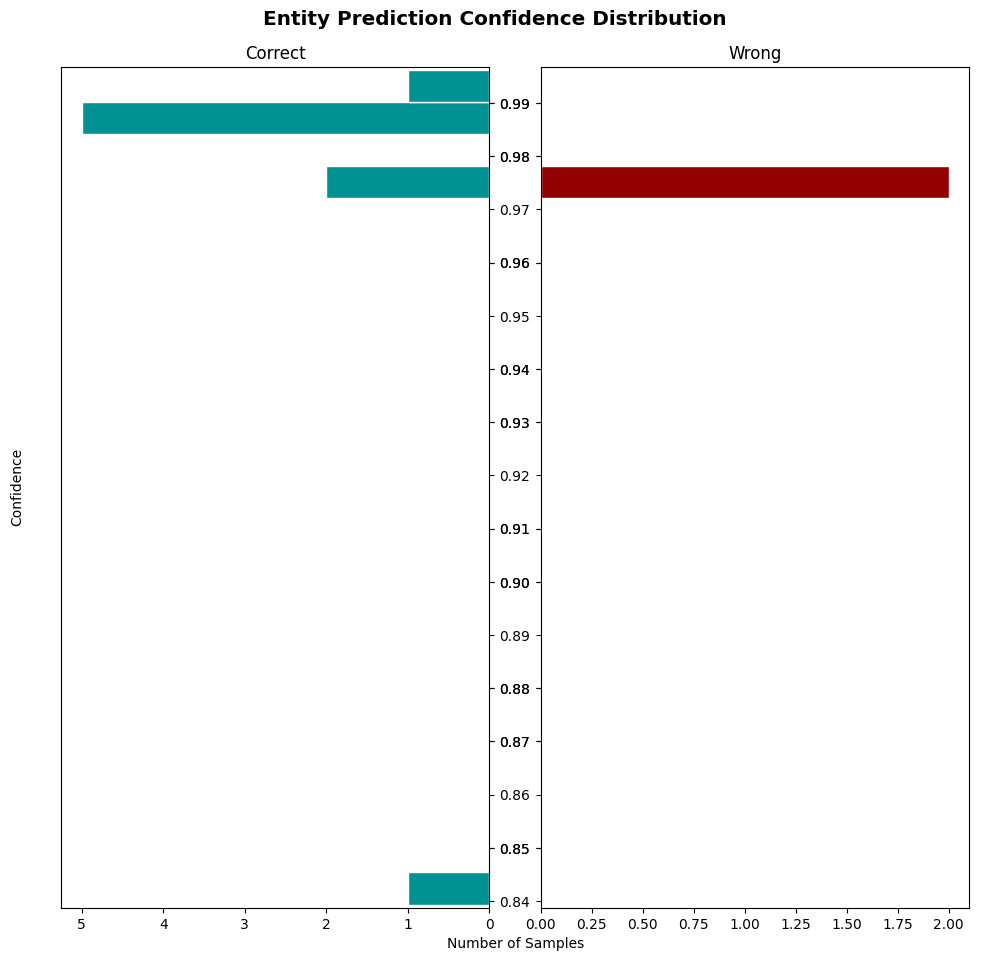 Entity Prediction Confidence Distribution
Correct
Wrong
Confidence
0.99
0.98
0.97
0.96
0.95
0.94
0.93
0.92
0.91
0.90
0.89
0.88
0.87
0.86
0.85
0.84
5 4 3 2 1 0
0.00 0.25 0.50 0.75 1.00 1.25 1.50 1.75 2.00
Number of Samples